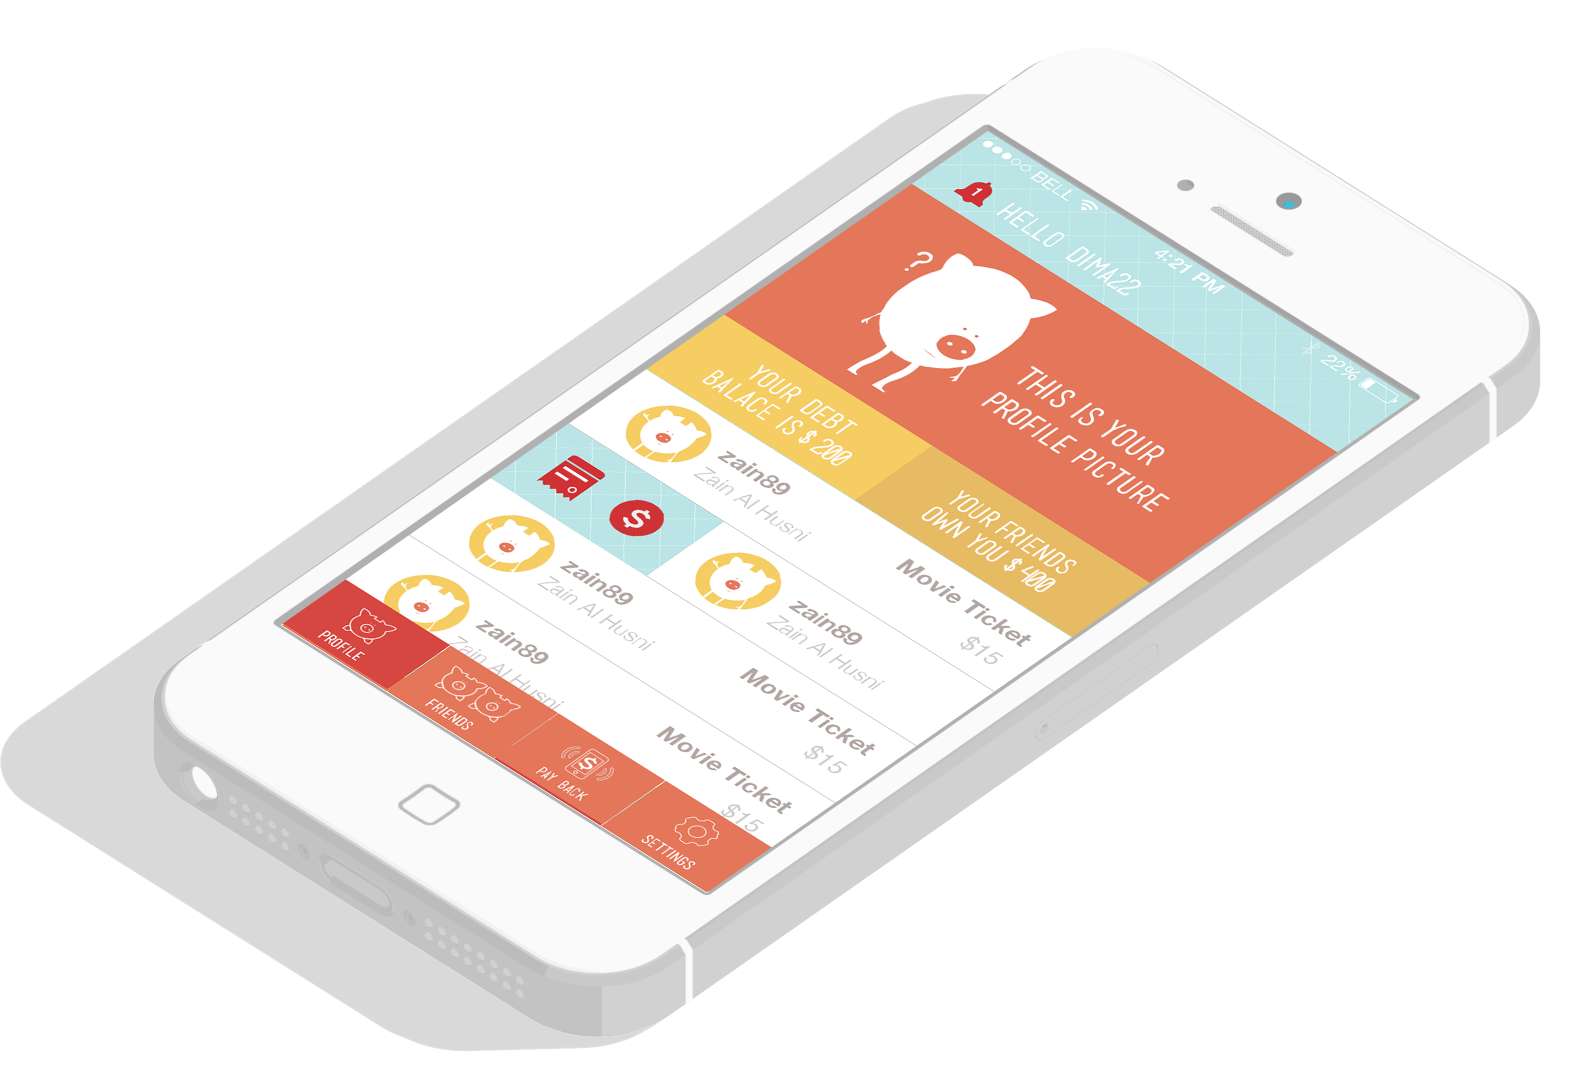 BELL 4:21 PM 22%
1
HELLO DIMA22
?
THIS IS YOUR
PROFILE PICTURE
YOUR DEBT
BALACE IS $ 200
YOUR FRIENDS
OWN YOU $ 400
zain89
Zain Al Husni
Movie Ticket
$15
$
zain89
Zain Al Husni
zain89
Zain Al Husni
Movie Ticket
$15
zain89
Zain Al Husni
Movie Ticket
$15
PROFILE
FRIENDS
$
PAY BACK
SETTINGS